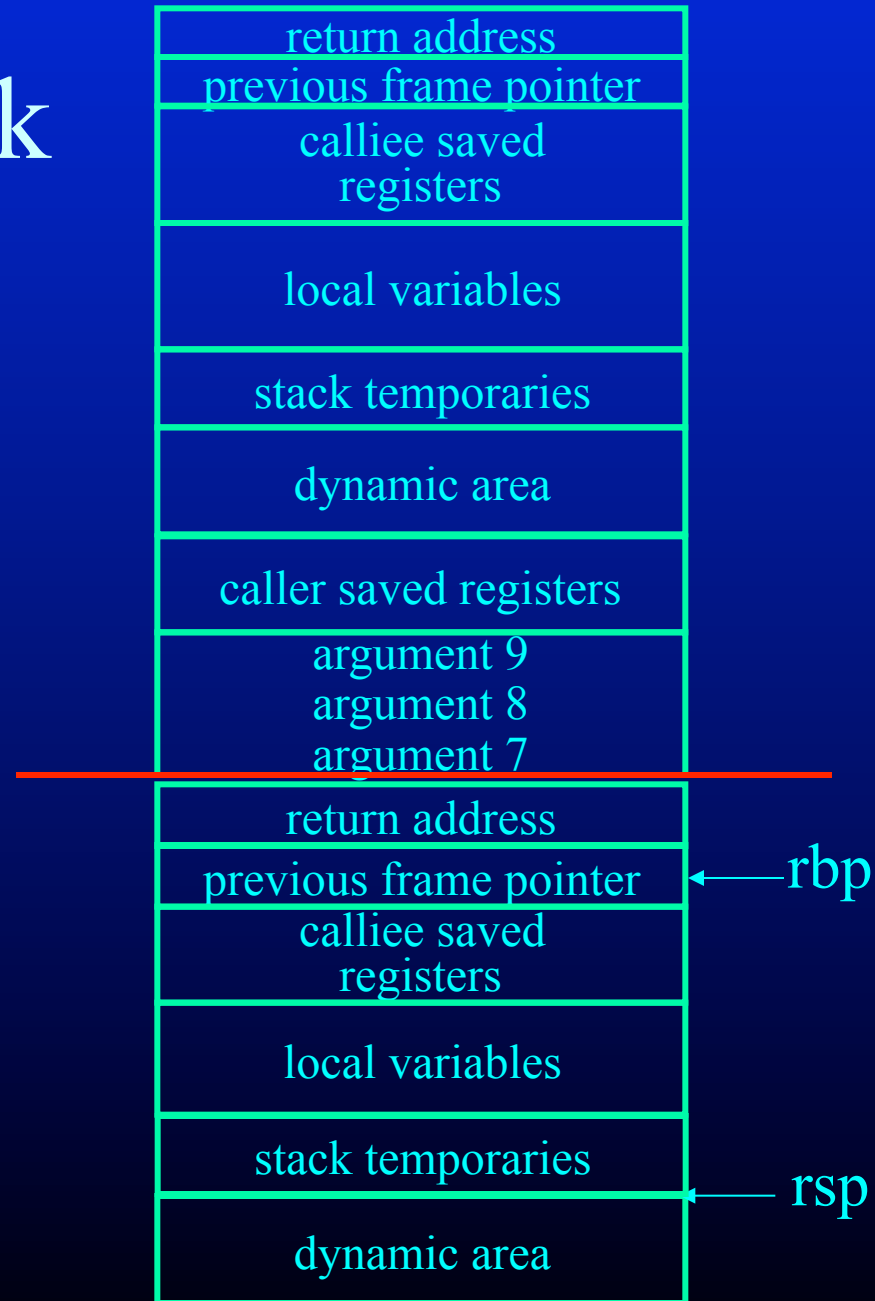 k
return address
previous frame pointer
calliee saved
registers
local variables
stack temporaries
dynamic area
caller saved registers
argument 9
argument 8
argument 7
return address
previous frame pointer
rbp
calliee saved
registers
local variables
stack temporaries
rsp
dynamic area